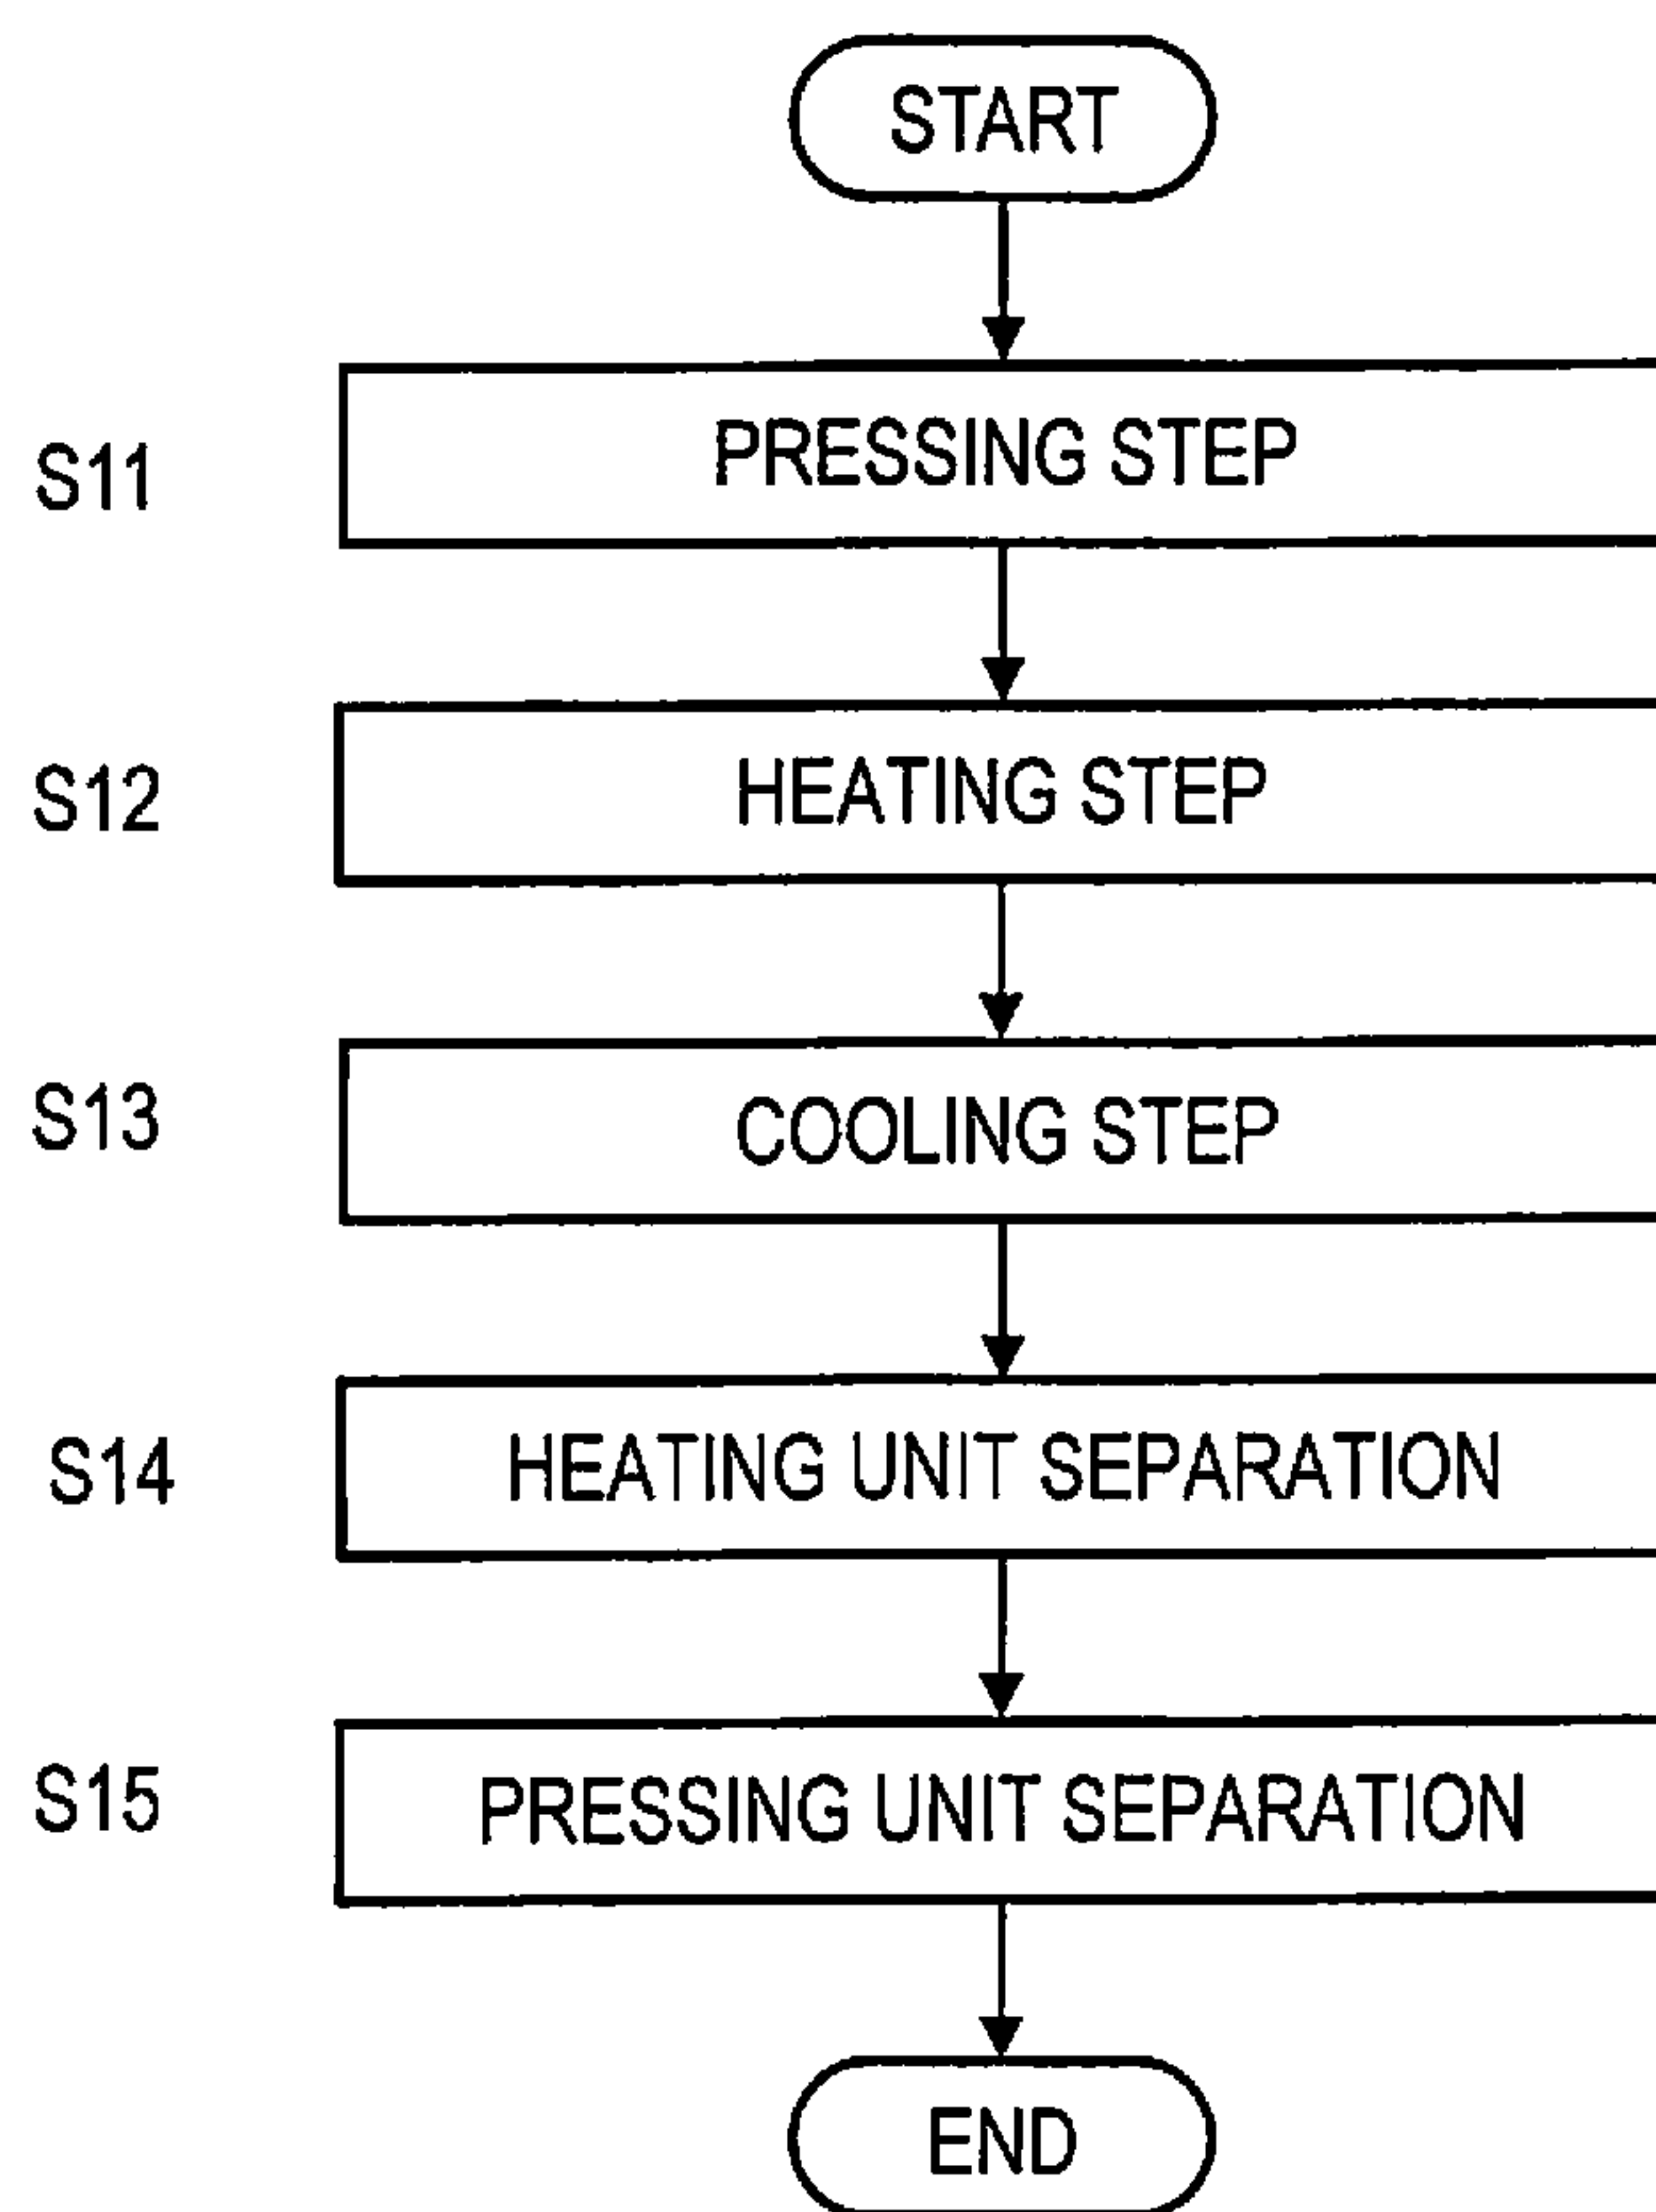 START
S11 PRESSING STEP
S12 HEATING STEP
S13 COOLING STEP
S14 HEATING UNIT SEPARATION
S15 PRESSING UNIT SEPARATION
END